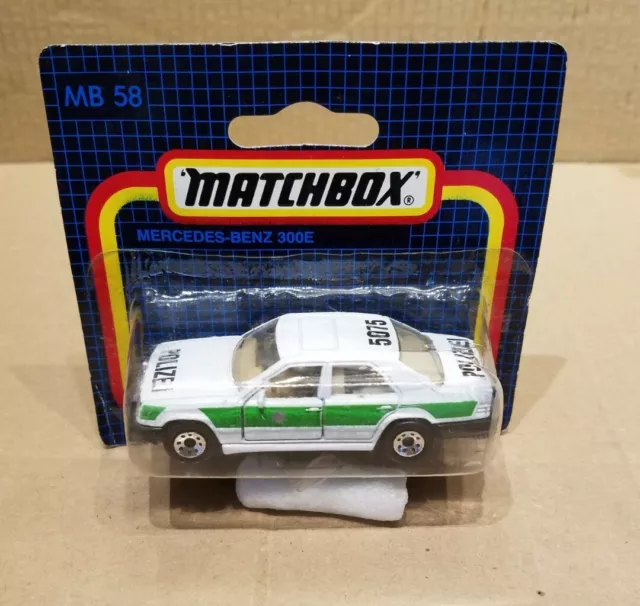 MB 58
'MATCHBOX'®
MERCEDES-BENZ 300E
5075
POLIZEI
POLIZEI